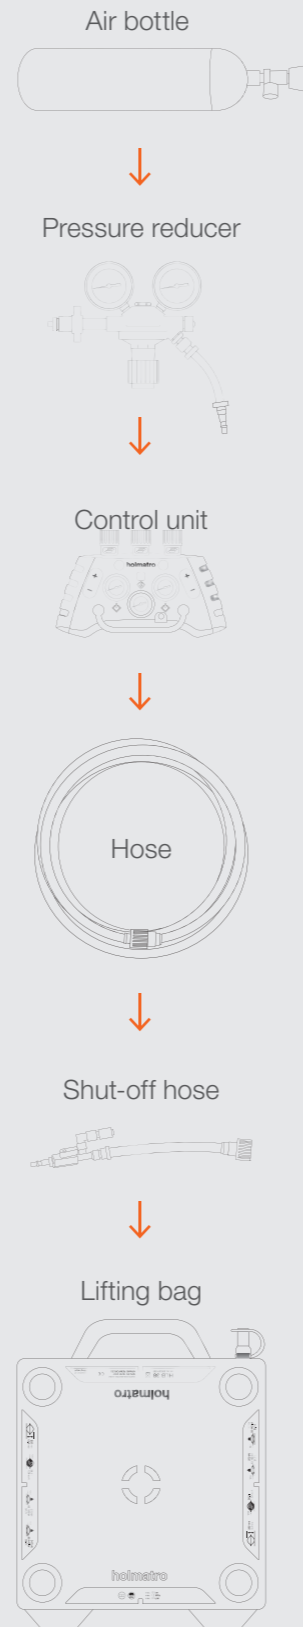 Air bottle
Pressure reducer
Control unit
holmatro
Hose
Shut-off hose
Lifting bag
holmatro
holmatro